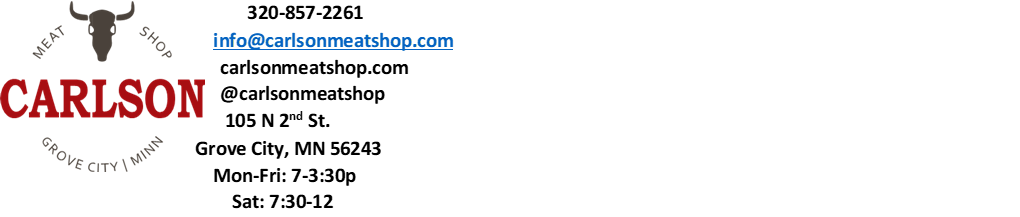 MEAT SHOP
CARLSON
GROVE CITY | MINN
320-857-2261
info@carlsonmeatshop.com
carlsonmeatshop.com
@carlsonmeatshop
105 N 2nd St.
Grove City, MN 56243
Mon-Fri: 7-3:30p
Sat: 7:30-12